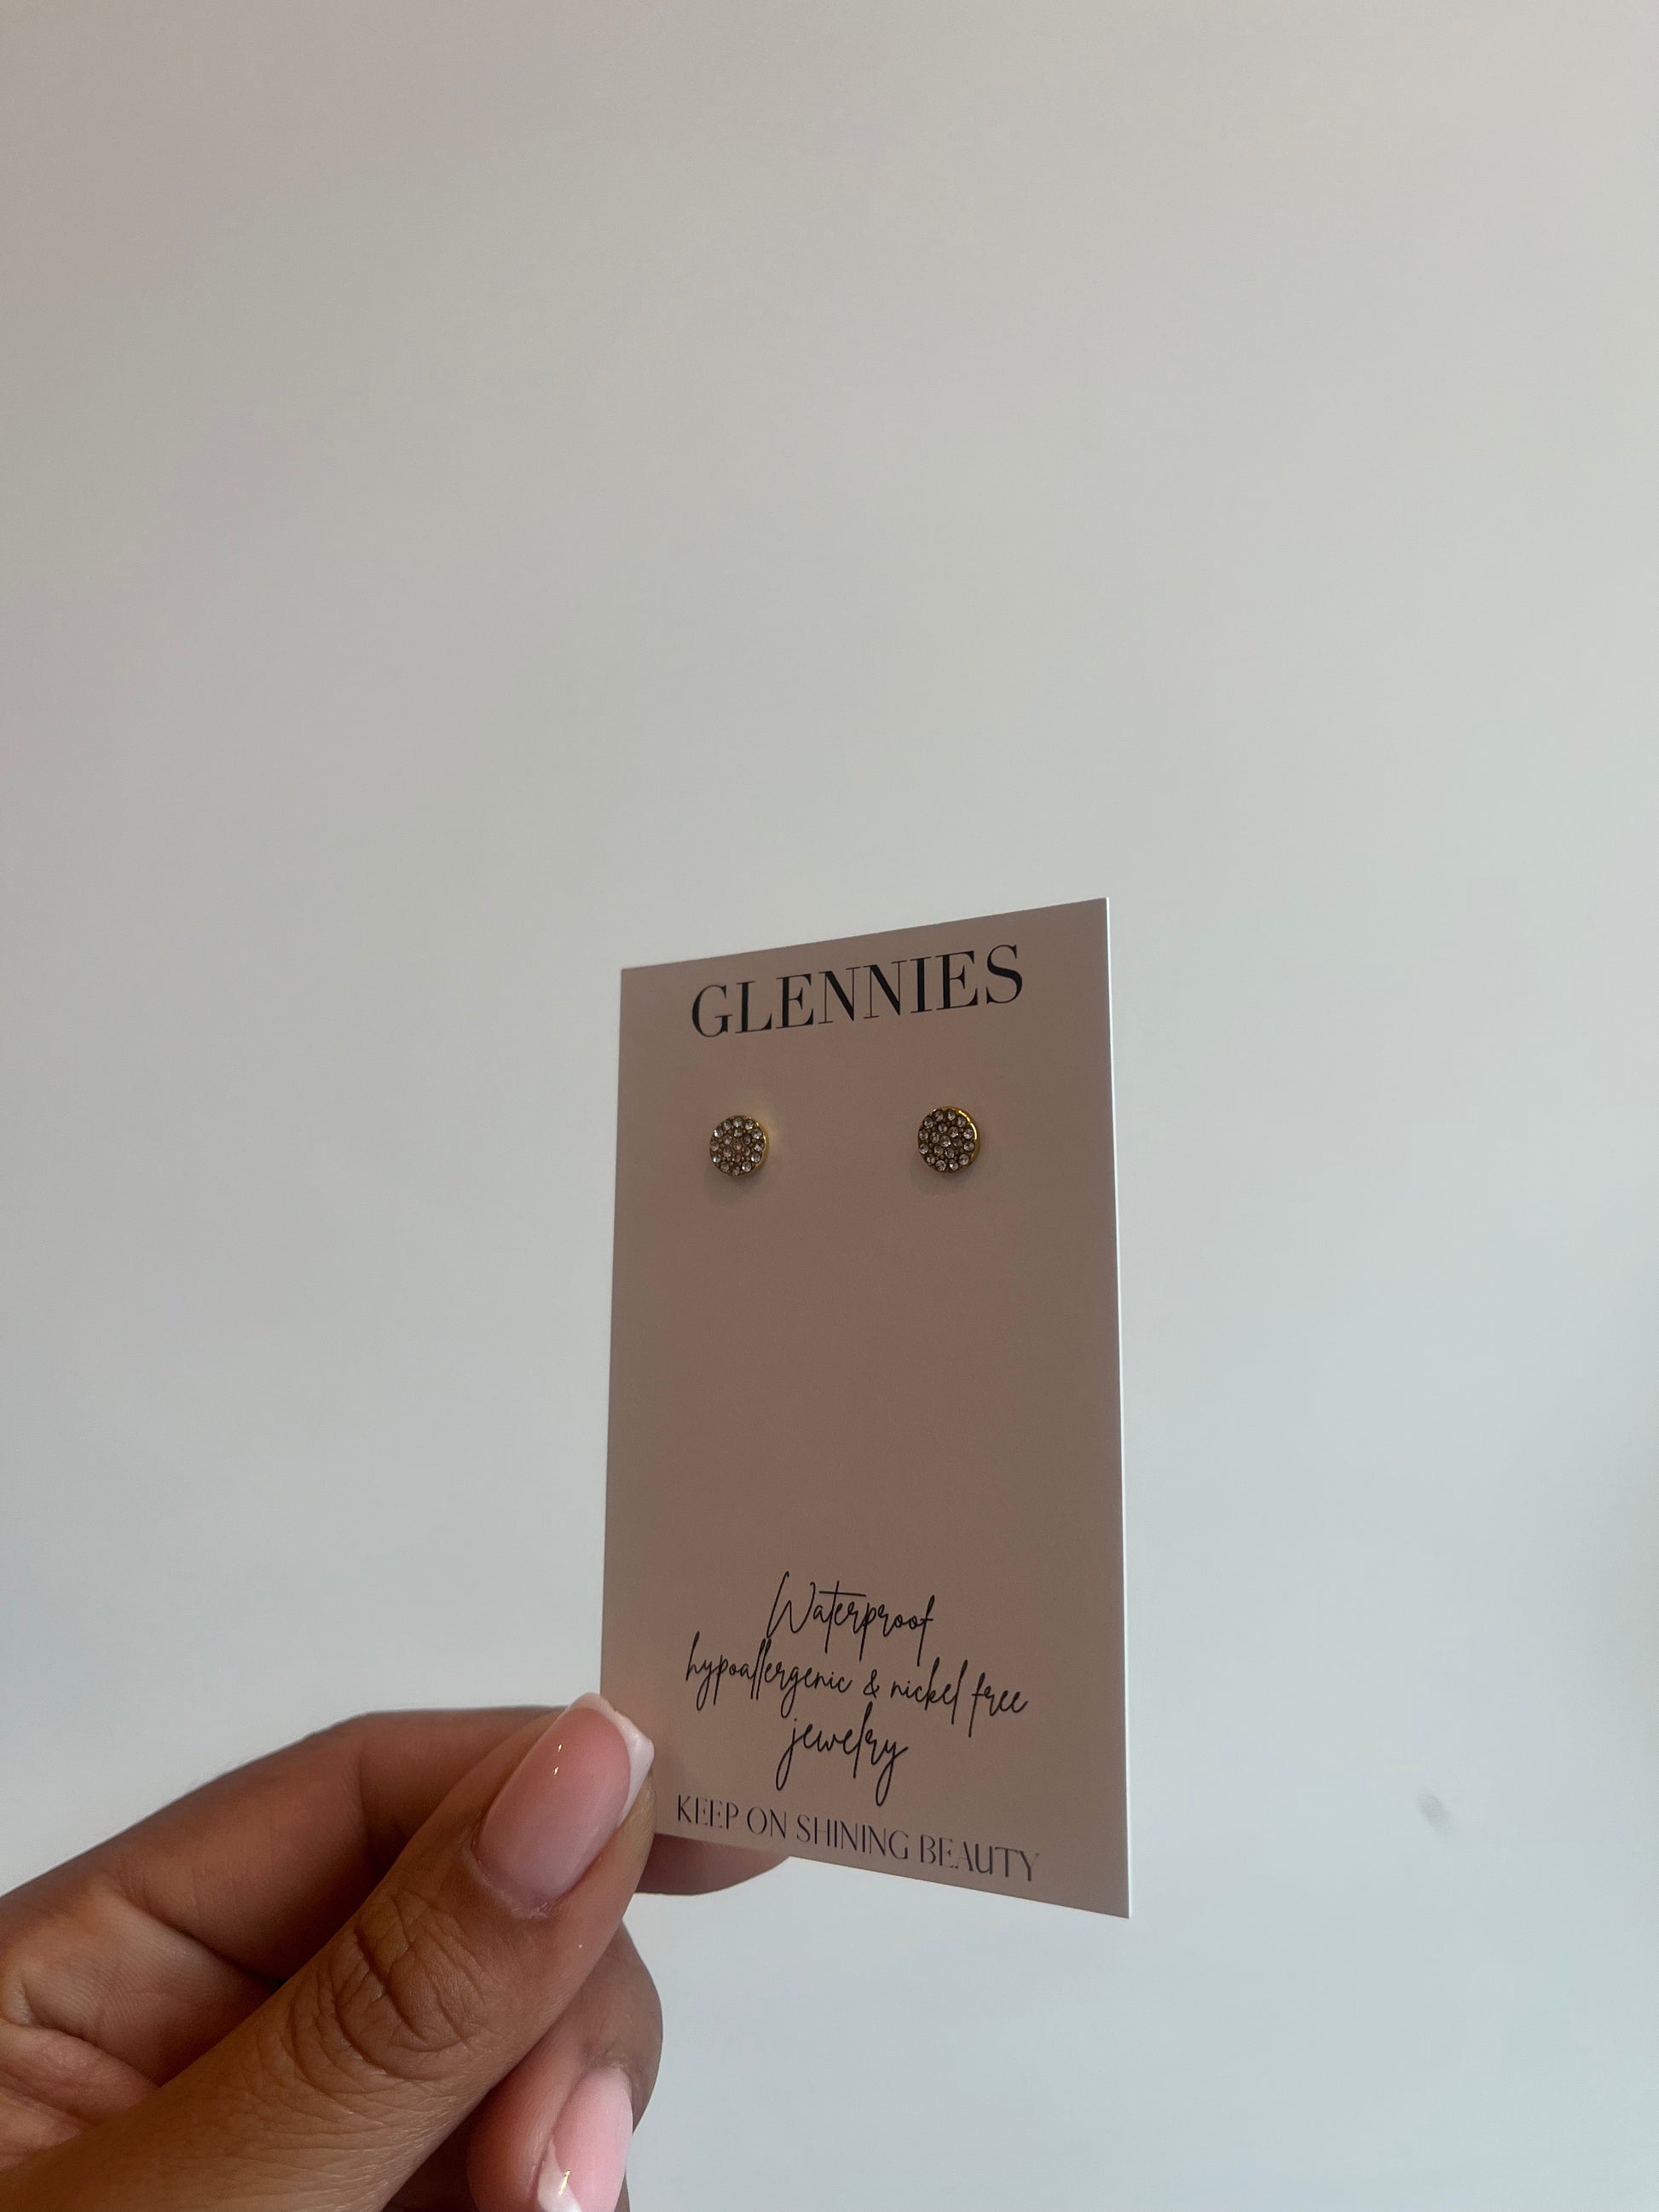 GLENNIES
Waterproof
hypoallergenic & nickel free
jewelry
KEEP ON SHINING BEAUTY